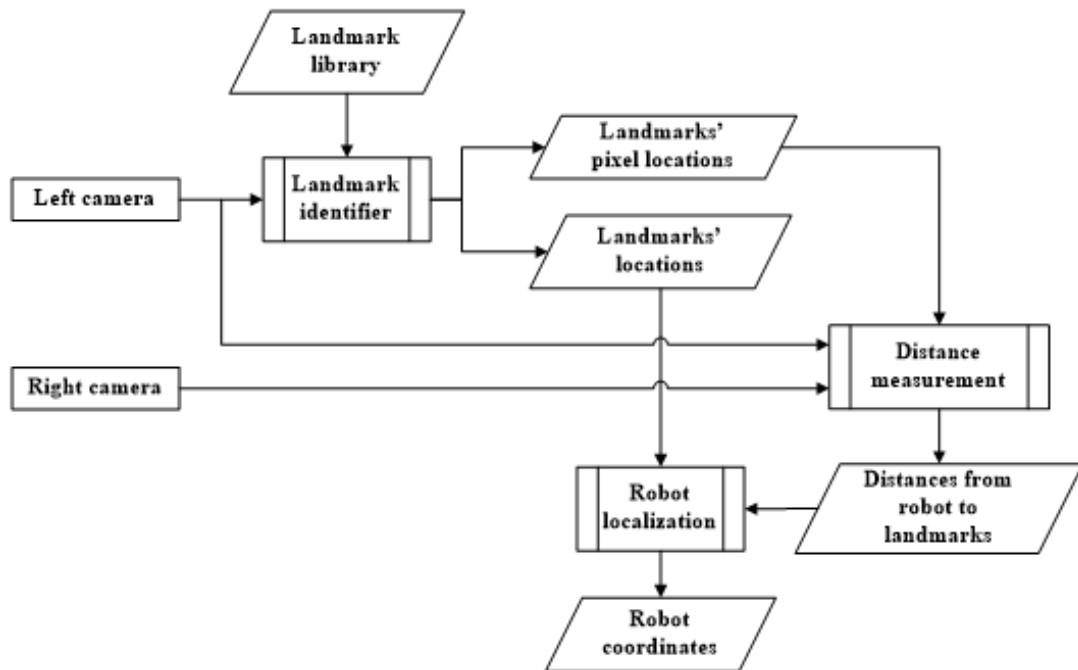 Landmark
library
Landmarks'
pixel locations
Left camera
Landmark
identifier
Landmarks'
locations
Right camera
Distance
measurement
Robot
localization
Distances from
robot to
landmarks
Robot
coordinates